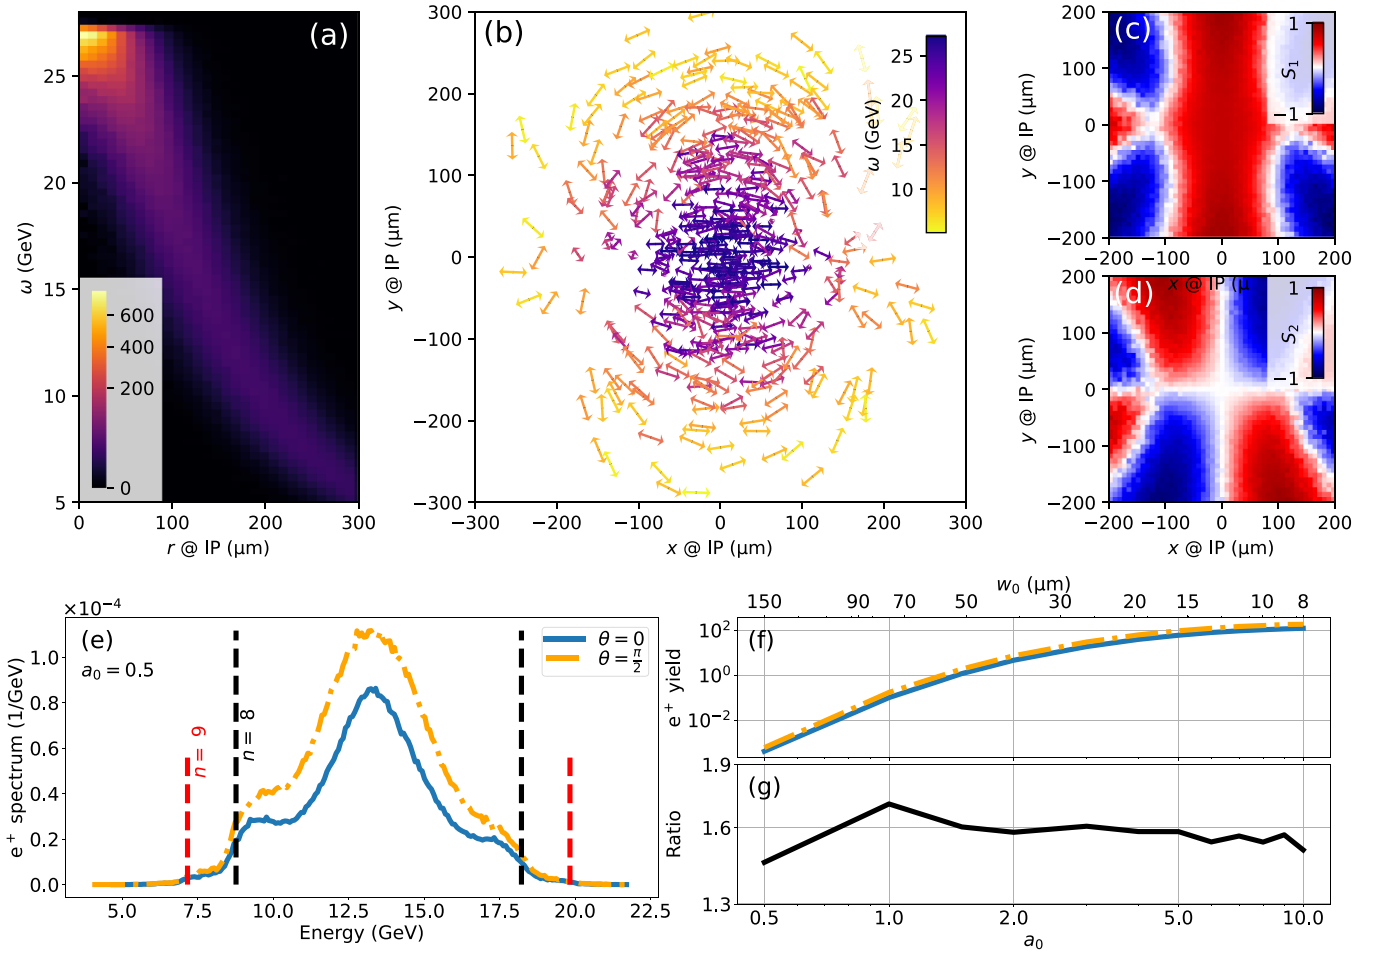 (a)
25
20
15
10
5
ω (GeV)
600
400
200
0
0 100 200 300
r @ IP (μm)
(b)
300
200
100
0
−100
−200
−300
y @ IP (μm)
25
20
15
10
ω (GeV)
−300 −200 −100 0 100 200 300
x @ IP (μm)
(c)
200
100
0
−100
−200
y @ IP (μm)
1
S1
−1
−200 −100 0 100 200
x @ IP (μ
(d)
200
100
0
−100
−200
y @ IP (μm)
1
S2
−1
−200 −100 0 100 200
x @ IP (μm)
×10−4
(e)
a0 = 0.5
θ = 0
θ = π/2
n = 9
n = 8
1.0
0.8
0.6
0.4
0.2
0.0
e+ spectrum (1/GeV)
5.0 7.5 10.0 12.5 15.0 17.5 20.0 22.5
Energy (GeV)
w0 (μm)
150 90 70 50 30 20 15 10 8
(f)
102
100
10−2
e+ yield
(g)
1.9
1.6
1.3
Ratio
0.5 1.0 2.0 5.0 10.0
a0